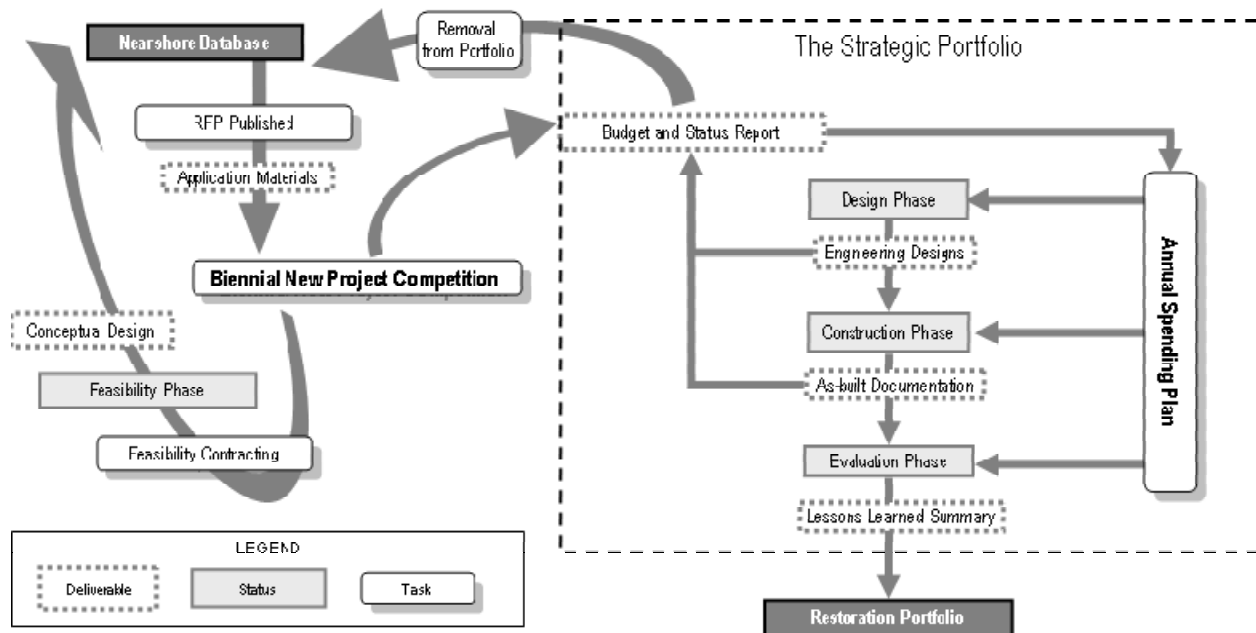 Nearshore Database
Removal
from Portfolio
The Strategic Portfolio
RFP Published
Budget and Status Report
Application Materials
Design Phase
Biennial New Project Competition
Engineering Designs
Annual Spending Plan
Conceptua Design
Construction Phase
Feasibility Phase
As-built Documentation
Feasibility Contracting
Evaluation Phase
Lessons Learned Summary
LEGEND
Deliverable
Status
Task
Restoration Portfolio